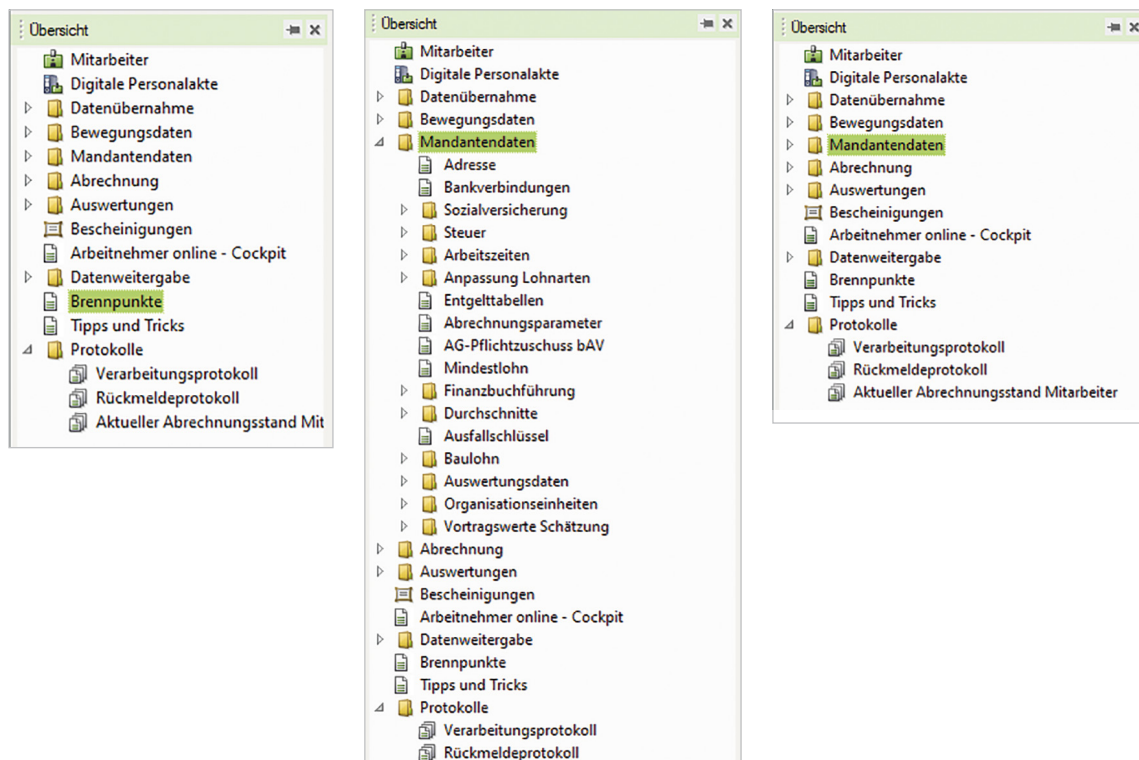 Übersicht
Mitarbeiter
Digitale Personalakte
Datenübernahme
Bewegungsdaten
Mandantendaten
Abrechnung
Auswertungen
Bescheinigungen
Arbeitnehmer online - Cockpit
Datenweitergabe
Brennpunkte
Tipps und Tricks
Protokolle
Verarbeitungsprotokoll
Rückmeldeprotokoll
Aktueller Abrechnungsstand Mit
Übersicht
Mitarbeiter
Digitale Personalakte
Datenübernahme
Bewegungsdaten
Mandantendaten
Adresse
Bankverbindungen
Sozialversicherung
Steuer
Arbeitszeiten
Anpassung Lohnarten
Entgelttabellen
Abrechnungsparameter
AG-Pflichtzuschuss bAV
Mindestlohn
Finanzbuchführung
Durchschnitte
Ausfallschlüssel
Baulohn
Auswertungsdaten
Organisationseinheiten
Vortragswerte Schätzung
Abrechnung
Auswertungen
Bescheinigungen
Arbeitnehmer online - Cockpit
Datenweitergabe
Brennpunkte
Tipps und Tricks
Protokolle
Verarbeitungsprotokoll
Rückmeldeprotokoll
Übersicht
Mitarbeiter
Digitale Personalakte
Datenübernahme
Bewegungsdaten
Mandantendaten
Abrechnung
Auswertungen
Bescheinigungen
Arbeitnehmer online - Cockpit
Datenweitergabe
Brennpunkte
Tipps und Tricks
Protokolle
Verarbeitungsprotokoll
Rückmeldeprotokoll
Aktueller Abrechnungsstand Mitarbeiter